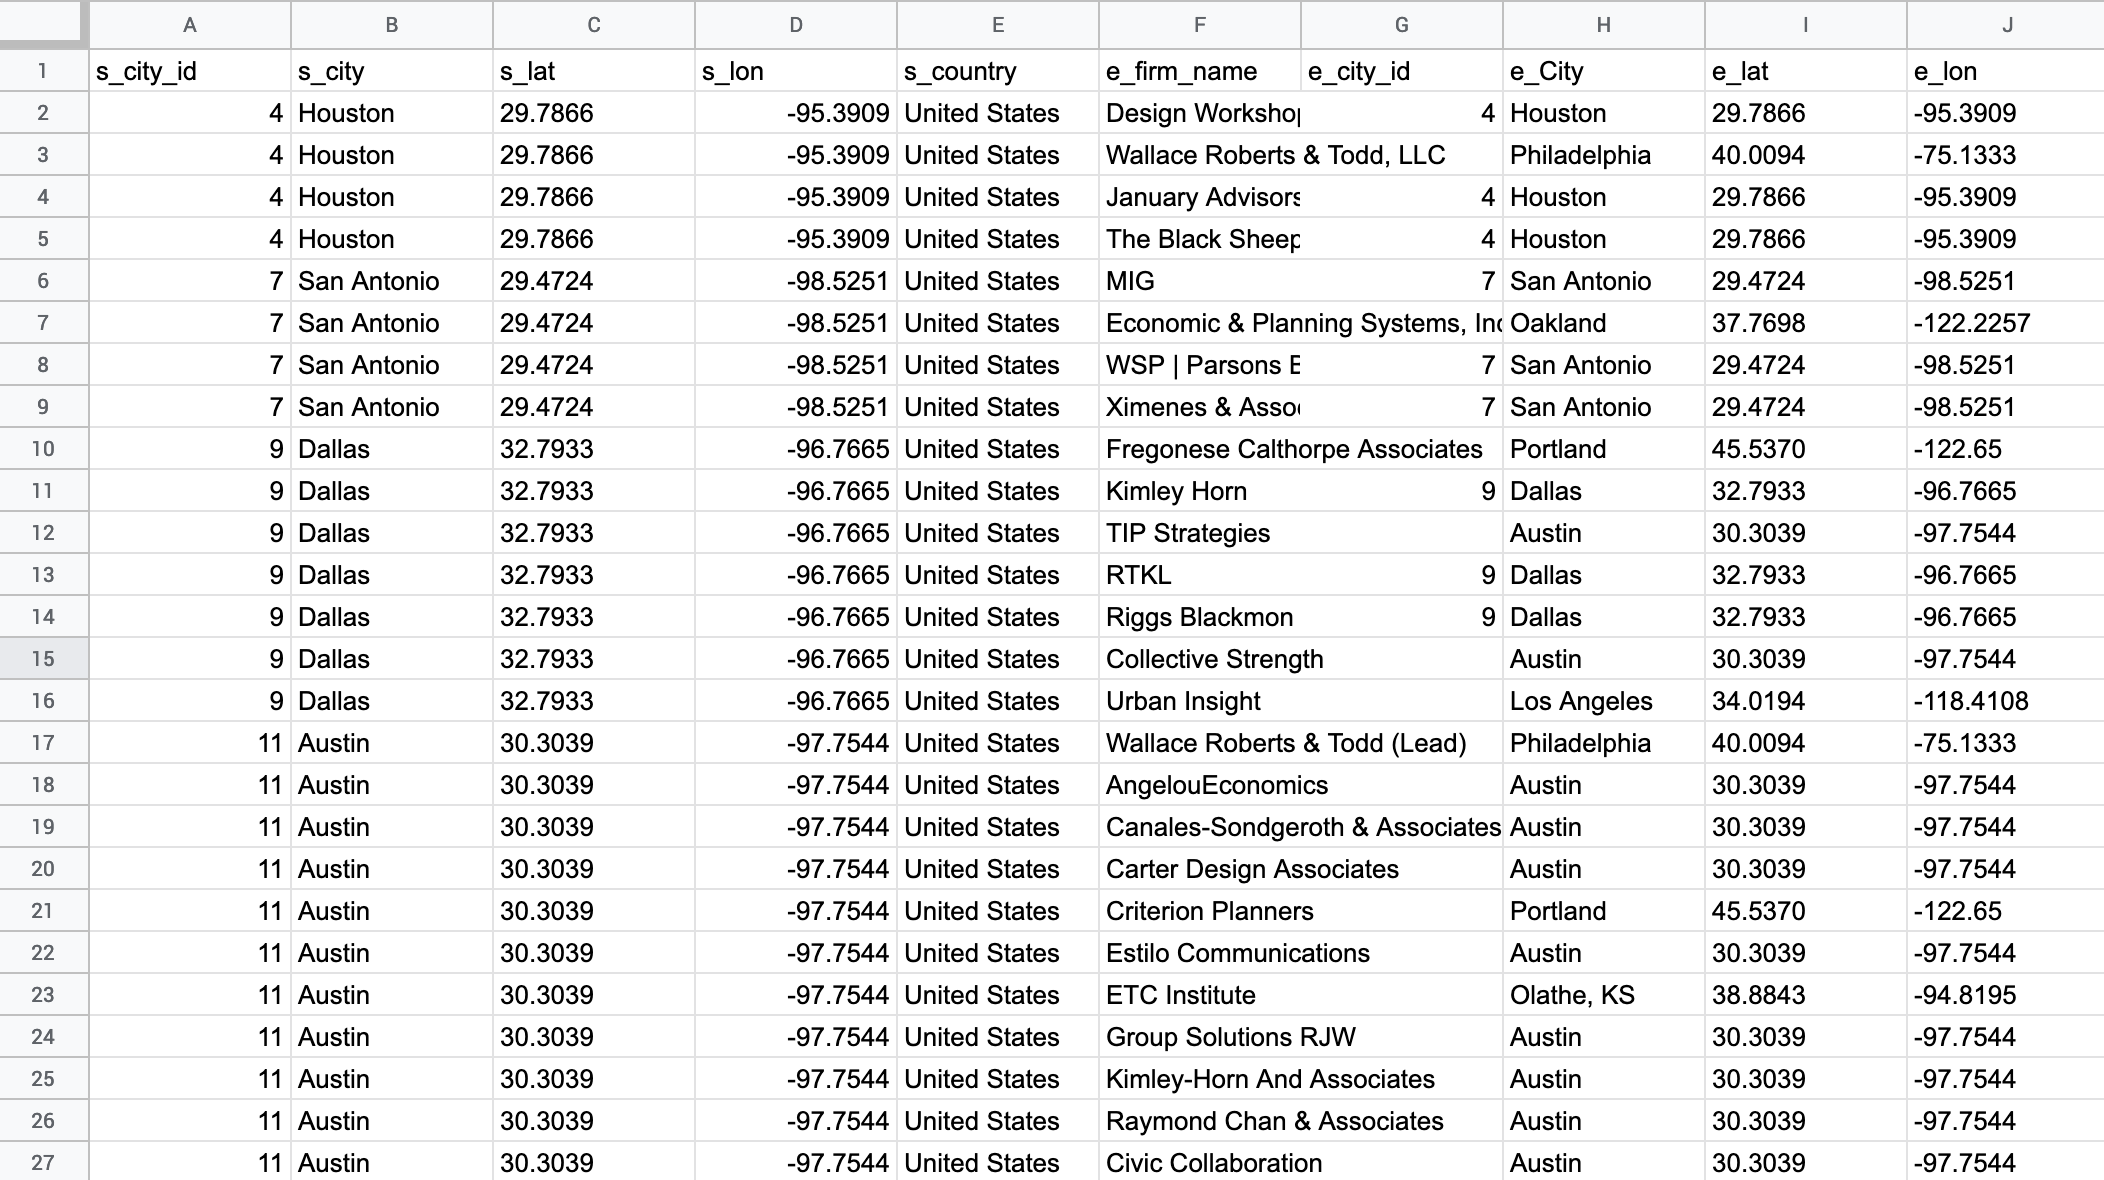 A B C D E F G H I J
1 s_city_id s_city s_lat s_lon s_country e_firm_name e_city_id e_City e_lat e_lon
2 4 Houston 29.7866 -95.3909 United States Design Workshop 4 Houston 29.7866 -95.3909
3 4 Houston 29.7866 -95.3909 United States Wallace Roberts & Todd, LLC Philadelphia 40.0094 -75.1333
4 4 Houston 29.7866 -95.3909 United States January Advisors 4 Houston 29.7866 -95.3909
5 4 Houston 29.7866 -95.3909 United States The Black Sheep 4 Houston 29.7866 -95.3909
6 7 San Antonio 29.4724 -98.5251 United States MIG 7 San Antonio 29.4724 -98.5251
7 7 San Antonio 29.4724 -98.5251 United States Economic & Planning Systems, Inc Oakland 37.7698 -122.2257
8 7 San Antonio 29.4724 -98.5251 United States WSP | Parsons 7 San Antonio 29.4724 -98.5251
9 7 San Antonio 29.4724 -98.5251 United States Ximenes & 7 San Antonio 29.4724 -98.5251
10 9 Dallas 32.7933 -96.7665 United States Fregonese Calthorpe Associates Portland 45.5370 -122.65
11 9 Dallas 32.7933 -96.7665 United States Kimley Horn 9 Dallas 32.7933 -96.7665
12 9 Dallas 32.7933 -96.7665 United States TIP Strategies Austin 30.3039 -97.7544
13 9 Dallas 32.7933 -96.7665 United States RTKL 9 Dallas 32.7933 -96.7665
14 9 Dallas 32.7933 -96.7665 United States Riggs Blackmon 9 Dallas 32.7933 -96.7665
15 9 Dallas 32.7933 -96.7665 United States Collective Strength Austin 30.3039 -97.7544
16 9 Dallas 32.7933 -96.7665 United States Urban Insight Los Angeles 34.0194 -118.4108
17 11 Austin 30.3039 -97.7544 United States Wallace Roberts & Todd (Lead) Philadelphia 40.0094 -75.1333
18 11 Austin 30.3039 -97.7544 United States AngelouEconomics Austin 30.3039 -97.7544
19 11 Austin 30.3039 -97.7544 United States Canales-Sondgeroth & Associates Austin 30.3039 -97.7544
20 11 Austin 30.3039 -97.7544 United States Carter Design Associates Austin 30.3039 -97.7544
21 11 Austin 30.3039 -97.7544 United States Criterion Planners Portland 45.5370 -122.65
22 11 Austin 30.3039 -97.7544 United States Estilo Communications Austin 30.3039 -97.7544
23 11 Austin 30.3039 -97.7544 United States ETC Institute Olathe, KS 38.8843 -94.8195
24 11 Austin 30.3039 -97.7544 United States Group Solutions RJW Austin 30.3039 -97.7544
25 11 Austin 30.3039 -97.7544 United States Kimley-Horn And Associates Austin 30.3039 -97.7544
26 11 Austin 30.3039 -97.7544 United States Raymond Chan & Associates Austin 30.3039 -97.7544
27 11 Austin 30.3039 -97.7544 United States Civic Collaboration Austin 30.3039 -97.7544